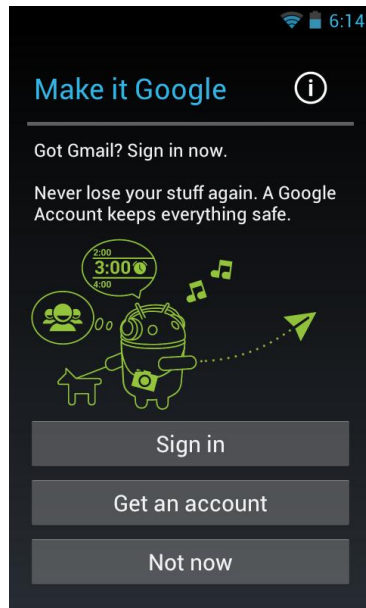 6:14
Make it Google
Got Gmail? Sign in now.
Never lose your stuff again. A Google
Account keeps everything safe.
2:00
3:00
4:00
Sign in
Get an account
Not now